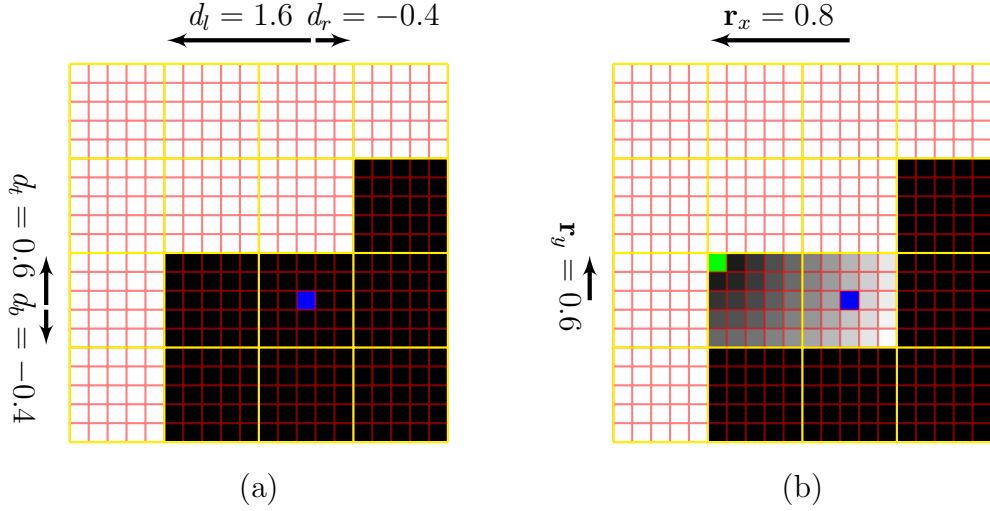 d_l = 1.6 d_r = −0.4
d_t = 0.6 d_b = −0.4
(a)
r_x = 0.8
r_y = 0.6
(b)